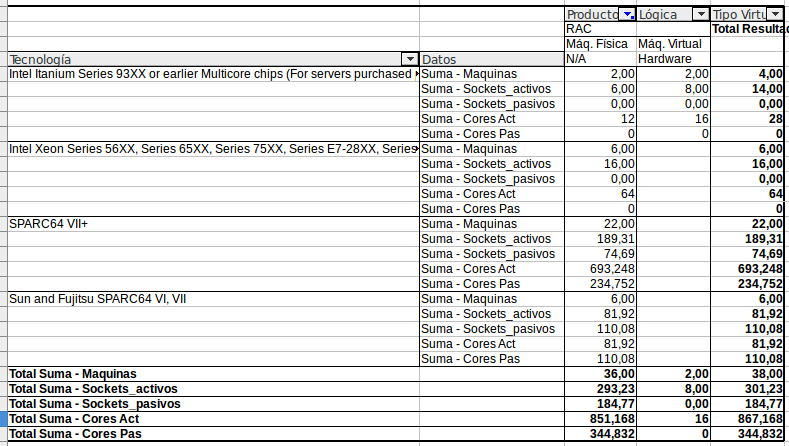 Producto Lógica Tipo Virtu
RAC Total Resulta
Máq. Física Máq. Virtual
Tecnología Datos N/A Hardware
Intel Itanium Series 93XX or earlier Multicore chips (For servers purchased Suma - Maquinas 2,00 2,00 4,00
Suma - Sockets_activos 6,00 8,00 14,00
Suma - Sockets_pasivos 0,00 0,00 0,00
Suma - Cores Act 12 16 28
Suma - Cores Pas 0 0 0
Intel Xeon Series 56XX, Series 65XX, Series 75XX, Series E7-28XX, Series Suma - Maquinas 6,00 6,00
Suma - Sockets_activos 16,00 16,00
Suma - Sockets_pasivos 0,00 0,00
Suma - Cores Act 64 64
Suma - Cores Pas 0 0
SPARC64 VII+ Suma - Maquinas 22,00 22,00
Suma - Sockets_activos 189,31 189,31
Suma - Sockets_pasivos 74,69 74,69
Suma - Cores Act 693,248 693,248
Suma - Cores Pas 234,752 234,752
Sun and Fujitsu SPARC64 VI, VII Suma - Maquinas 6,00 6,00
Suma - Sockets_activos 81,92 81,92
Suma - Sockets_pasivos 110,08 110,08
Suma - Cores Act 81,92 81,92
Suma - Cores Pas 110,08 110,08
Total Suma - Maquinas 36,00 2,00 38,00
Total Suma - Sockets_activos 293,23 8,00 301,23
Total Suma - Sockets_pasivos 184,77 0,00 184,77
Total Suma - Cores Act 851,168 16 867,168
Total Suma - Cores Pas 344,832 0 344,832